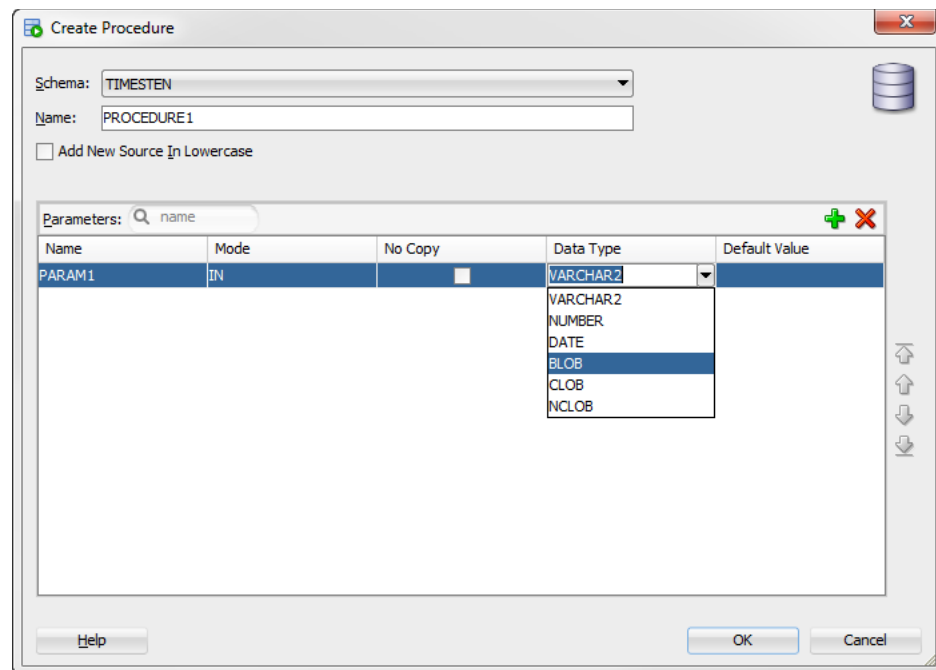 Create Procedure
Schema: TIMESTEN
Name: PROCEDURE1
Add New Source In Lowercase
Parameters: name
Name Mode No Copy Data Type Default Value
PARAM1 IN VARCHAR2
VARCHAR2
NUMBER
DATE
BLOB
CLOB
NCLOB
Help OK Cancel